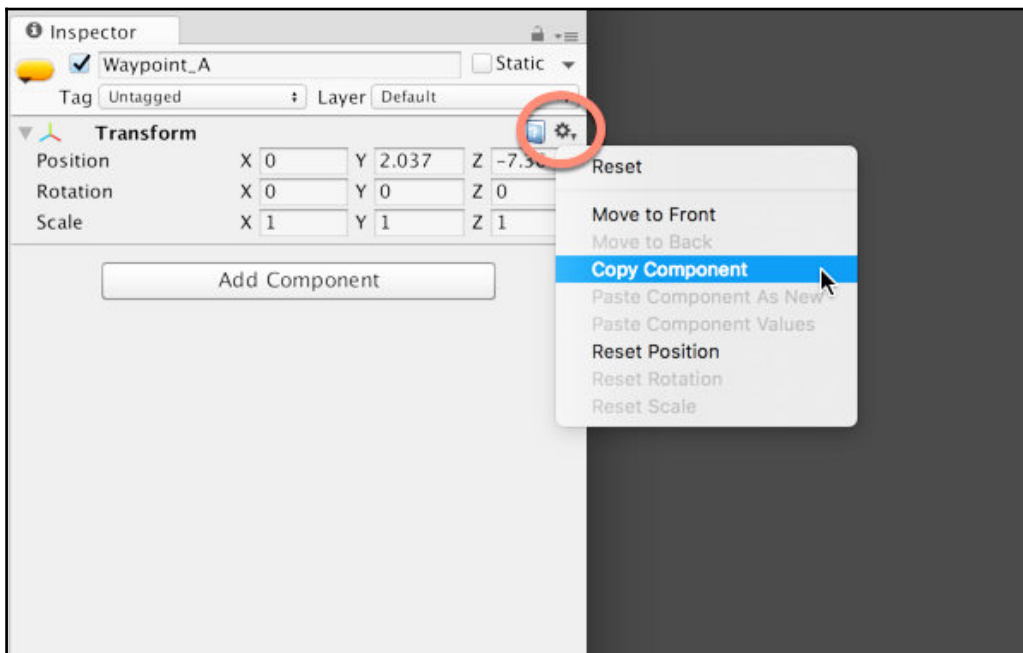 Inspector
Waypoint_A Static
Tag Untagged Layer Default
Transform
Position X 0 Y 2.037 Z
Rotation X 0 Y 0 Z 0
Scale X 1 Y 1 Z 1
Add Component
Reset
Move to Front
Move to Back
Copy Component
Paste Component As New
Paste Component Values
Reset Position
Reset Rotation
Reset Scale